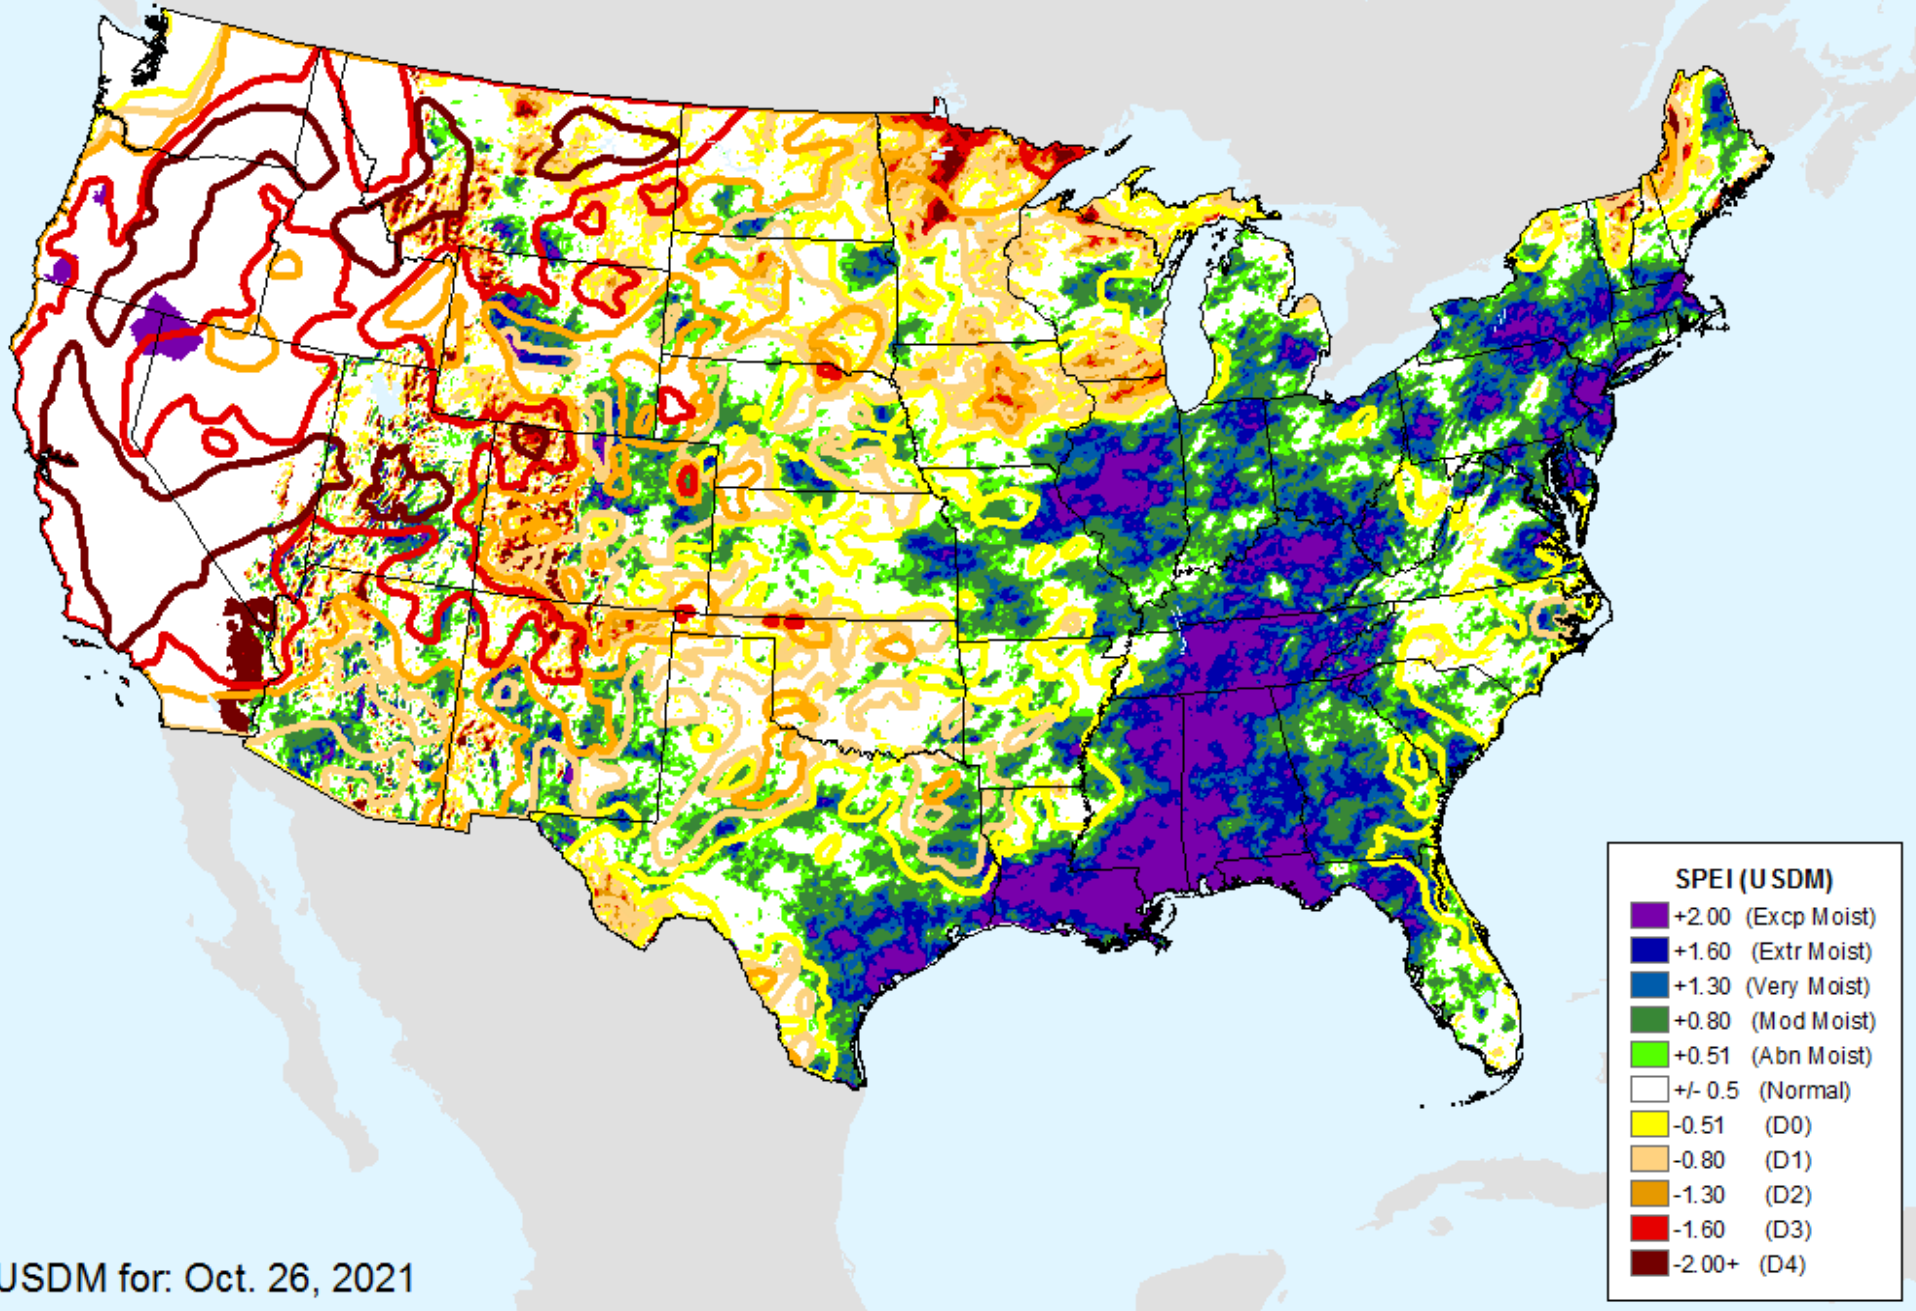 SPEI (USDM)
+2.00 (Excp Moist)
+1.60 (Extr Moist)
+1.30 (Very Moist)
+0.80 (Mod Moist)
+0.51 (Abn Moist)
+/- 0.5 (Normal)
-0.51 (D0)
-0.80 (D1)
-1.30 (D2)
-1.60 (D3)
-2.00+ (D4)
USDM for: Oct. 26, 2021